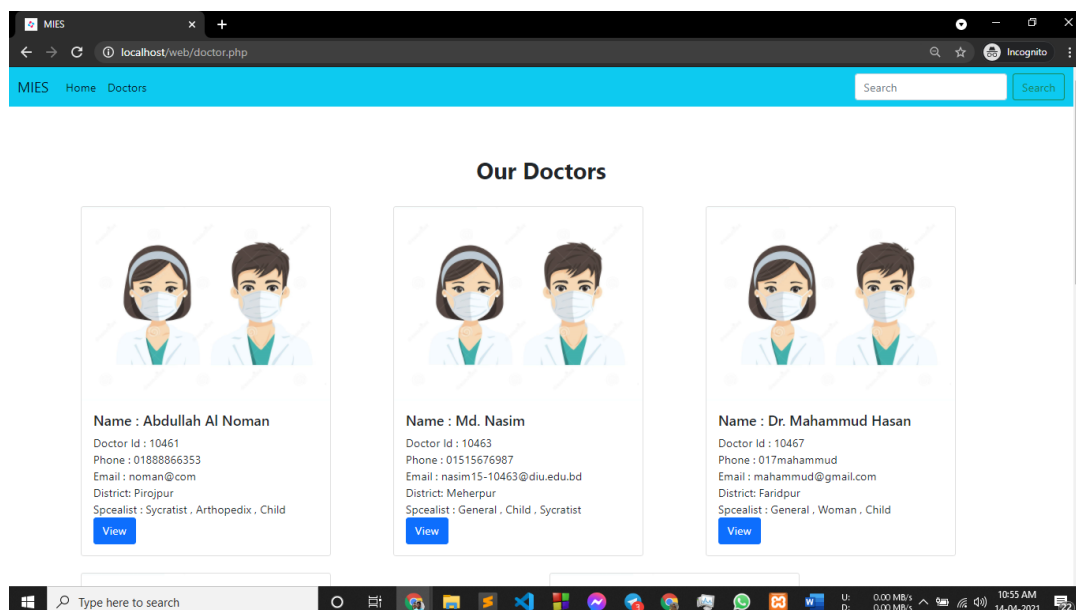 MIES
localhost/web/doctor.php
Incognito
MIES Home Doctors Search Search
Our Doctors
Name : Abdullah Al Noman
Doctor Id : 10461
Phone : 01888866353
Email : noman@com
District: Pirojpur
Spcealist : Sycratist , Arthopedix , Child
View
Name : Md. Nasim
Doctor Id : 10463
Phone : 01515676987
Email : nasim15-10463@diu.edu.bd
District: Meherpur
Spcealist : General , Child , Sycratist
View
Name : Dr. Mahammud Hasan
Doctor Id : 10467
Phone : 017mahammud
Email : mahammud@gmail.com
District: Faridpur
Spcealist : General , Woman , Child
View
Type here to search
U: 0.00 MB/s
D: 0.00 MB/s
10:55 AM